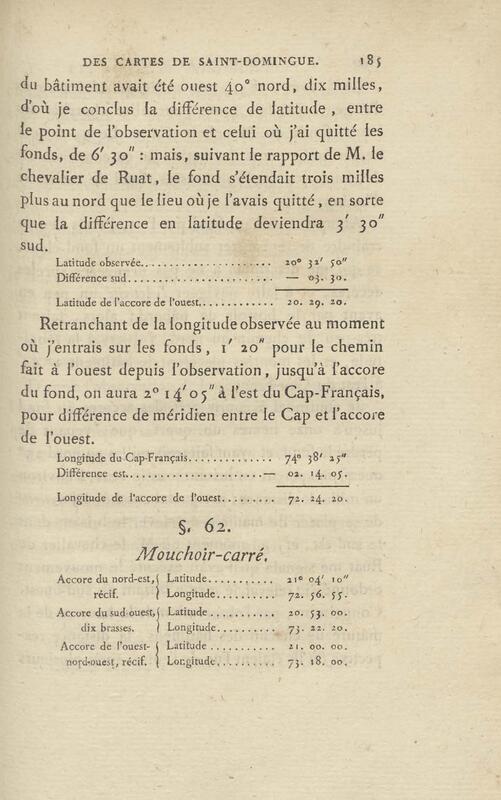 DES CARTES DE SAINT-DOMINGUE. 185
du bâtiment avait été ouest 40° nord, dix milles,
d'où je conclus la différence de latitude, entre
le point de l'observation et celui où j'ai quitté les
fonds, de 6' 30" : mais, suivant le rapport de M. le
chevalier de Ruat, le fond s'étendait trois milles
plus au nord que le lieu où je l'avais quitté, en sorte
que la différence en latitude deviendra 3' 30"
sud.
Latitude observée.................... 20° 32' 50"
Différence sud...................... — 03. 30.
Latitude de l'accore de l'ouest............ 20. 29. 20.
Retranchant de la longitude observée au moment
où j'entrais sur les fonds, 1' 20" pour le chemin
fait à l'ouest depuis l'observation, jusqu'à l'accore
du fond, on aura 2° 14' 05" à l'est du Cap-Français,
pour différence de méridien entre le Cap et l'accore
de l'ouest.
Longitude du Cap-Français.............. 74° 38' 25"
Différence est......................— 02. 14. 05.
Longitude de l'accore de l'ouest......... 72. 24. 20.
§. 62.
Mouchoir-carré.
Accore du nord-est, { Latitude........... 21° 04' 10"
récif. { Longitude.......... 72. 56. 55.
Accore du sud ouest, { Latitude........... 20. 53. 00.
dix brasses. { Longitude.......... 73. 22. 20.
Accore de l'ouest- { Latitude........... 21. 00. 00.
nord-ouest, récif. { Longitude.......... 73. 18. 00.